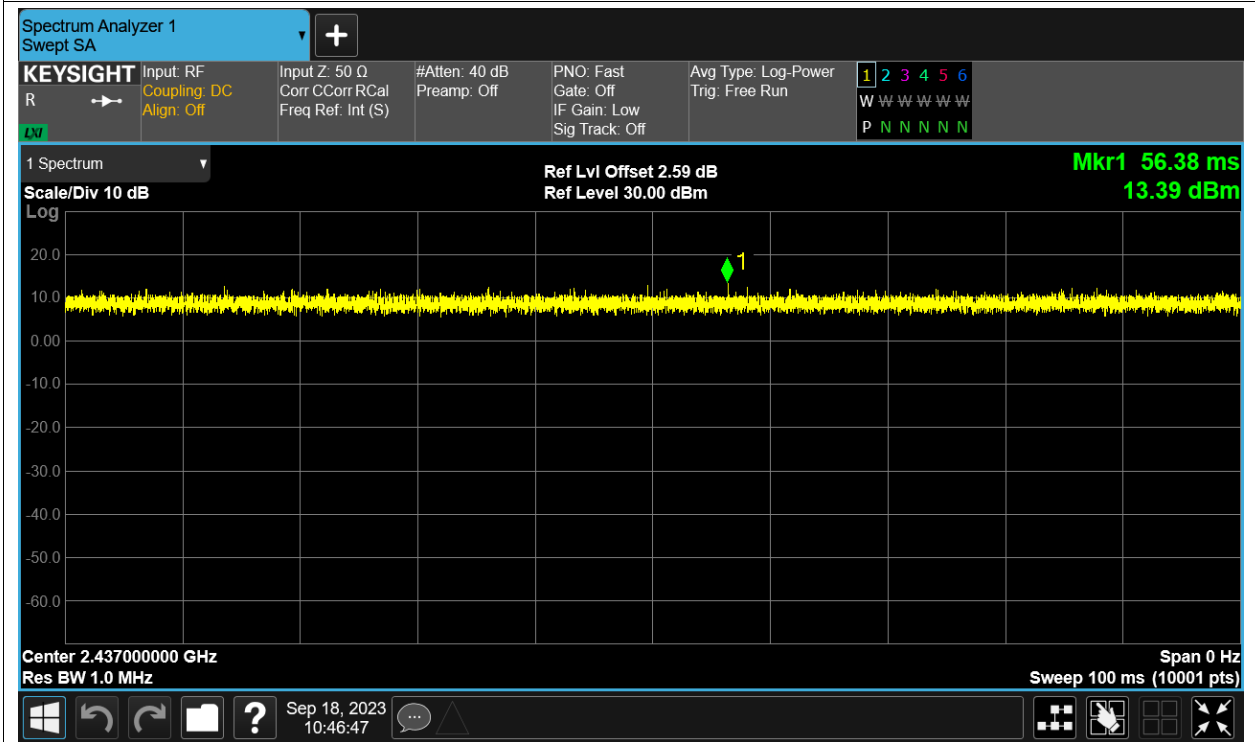 Spectrum Analyzer 1
Swept SA
▼
+
KEYSIGHT
R
LXI
Input: RF
Coupling: DC
Align: Off
Input Z: 50 Ω
Corr CCorr RCal
Freq Ref: Int (S)
#Atten: 40 dB
Preamp: Off
PNO: Fast
Gate: Off
IF Gain: Low
Sig Track: Off
Avg Type: Log-Power
Trig: Free Run
1 2 3 4 5 6
W W W W W W
P N N N N N
1 Spectrum ▼
Scale/Div 10 dB
Ref Lvl Offset 2.59 dB
Ref Level 30.00 dBm
Mkr1 56.38 ms
13.39 dBm
Log
20.0
10.0
0.00
-10.0
-20.0
-30.0
-40.0
-50.0
-60.0
1
Center 2.437000000 GHz
Res BW 1.0 MHz
Span 0 Hz
Sweep 100 ms (10001 pts)
?
Sep 18, 2023
10:46:47